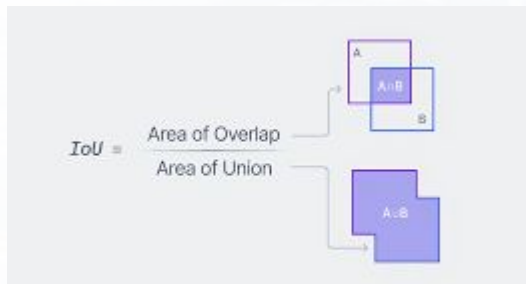 A
A∩B
B
IoU =
Area of Overlap
Area of Union
A∪B